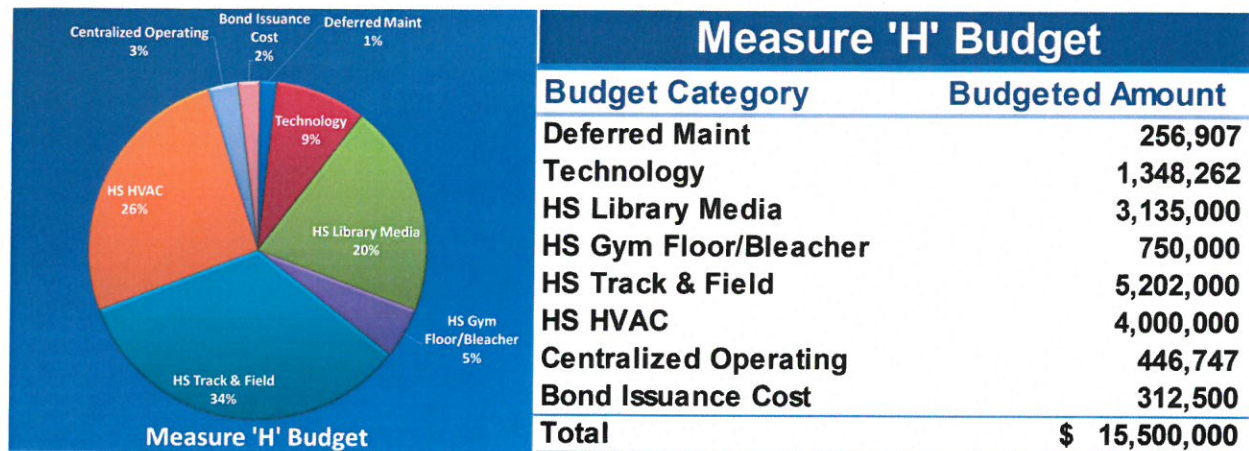 Bond Issuance
Cost
2%
Deferred Maint
1%
Centralized Operating
3%
Technology
9%
HS HVAC
26%
HS Library Media
20%
HS Gym
Floor/Bleacher
5%
HS Track & Field
34%
Measure 'H' Budget
Measure 'H' Budget
Budget Category Budgeted Amount
Deferred Maint 256,907
Technology 1,348,262
HS Library Media 3,135,000
HS Gym Floor/Bleacher 750,000
HS Track & Field 5,202,000
HS HVAC 4,000,000
Centralized Operating 446,747
Bond Issuance Cost 312,500
Total $ 15,500,000